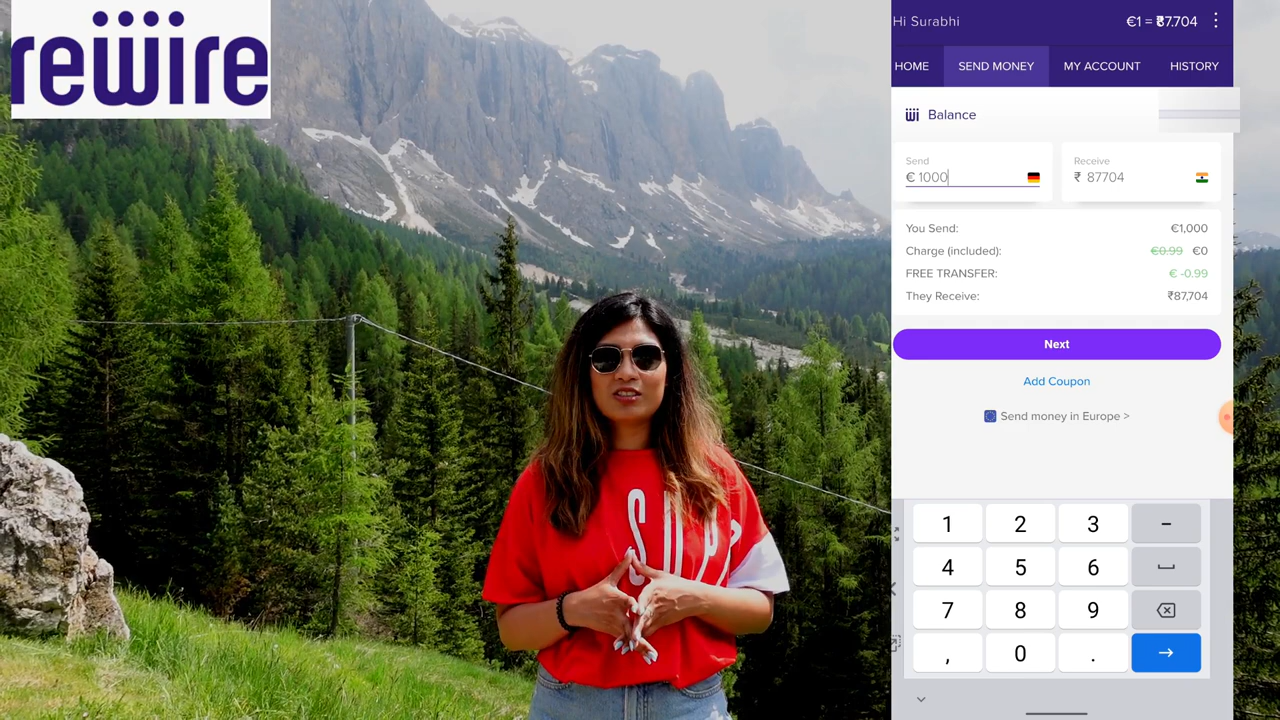 rewire
Hi Surabhi
€1 = ₹87.704
HOME SEND MONEY MY ACCOUNT HISTORY
Balance
Send
€ 1000
Receive
₹ 87704
You Send: €1,000
Charge (included): €0.99 €0
FREE TRANSFER: € -0.99
They Receive: ₹87,704
Next
Add Coupon
Send money in Europe >
1 2 3 -
4 5 6
7 8 9
, 0 .